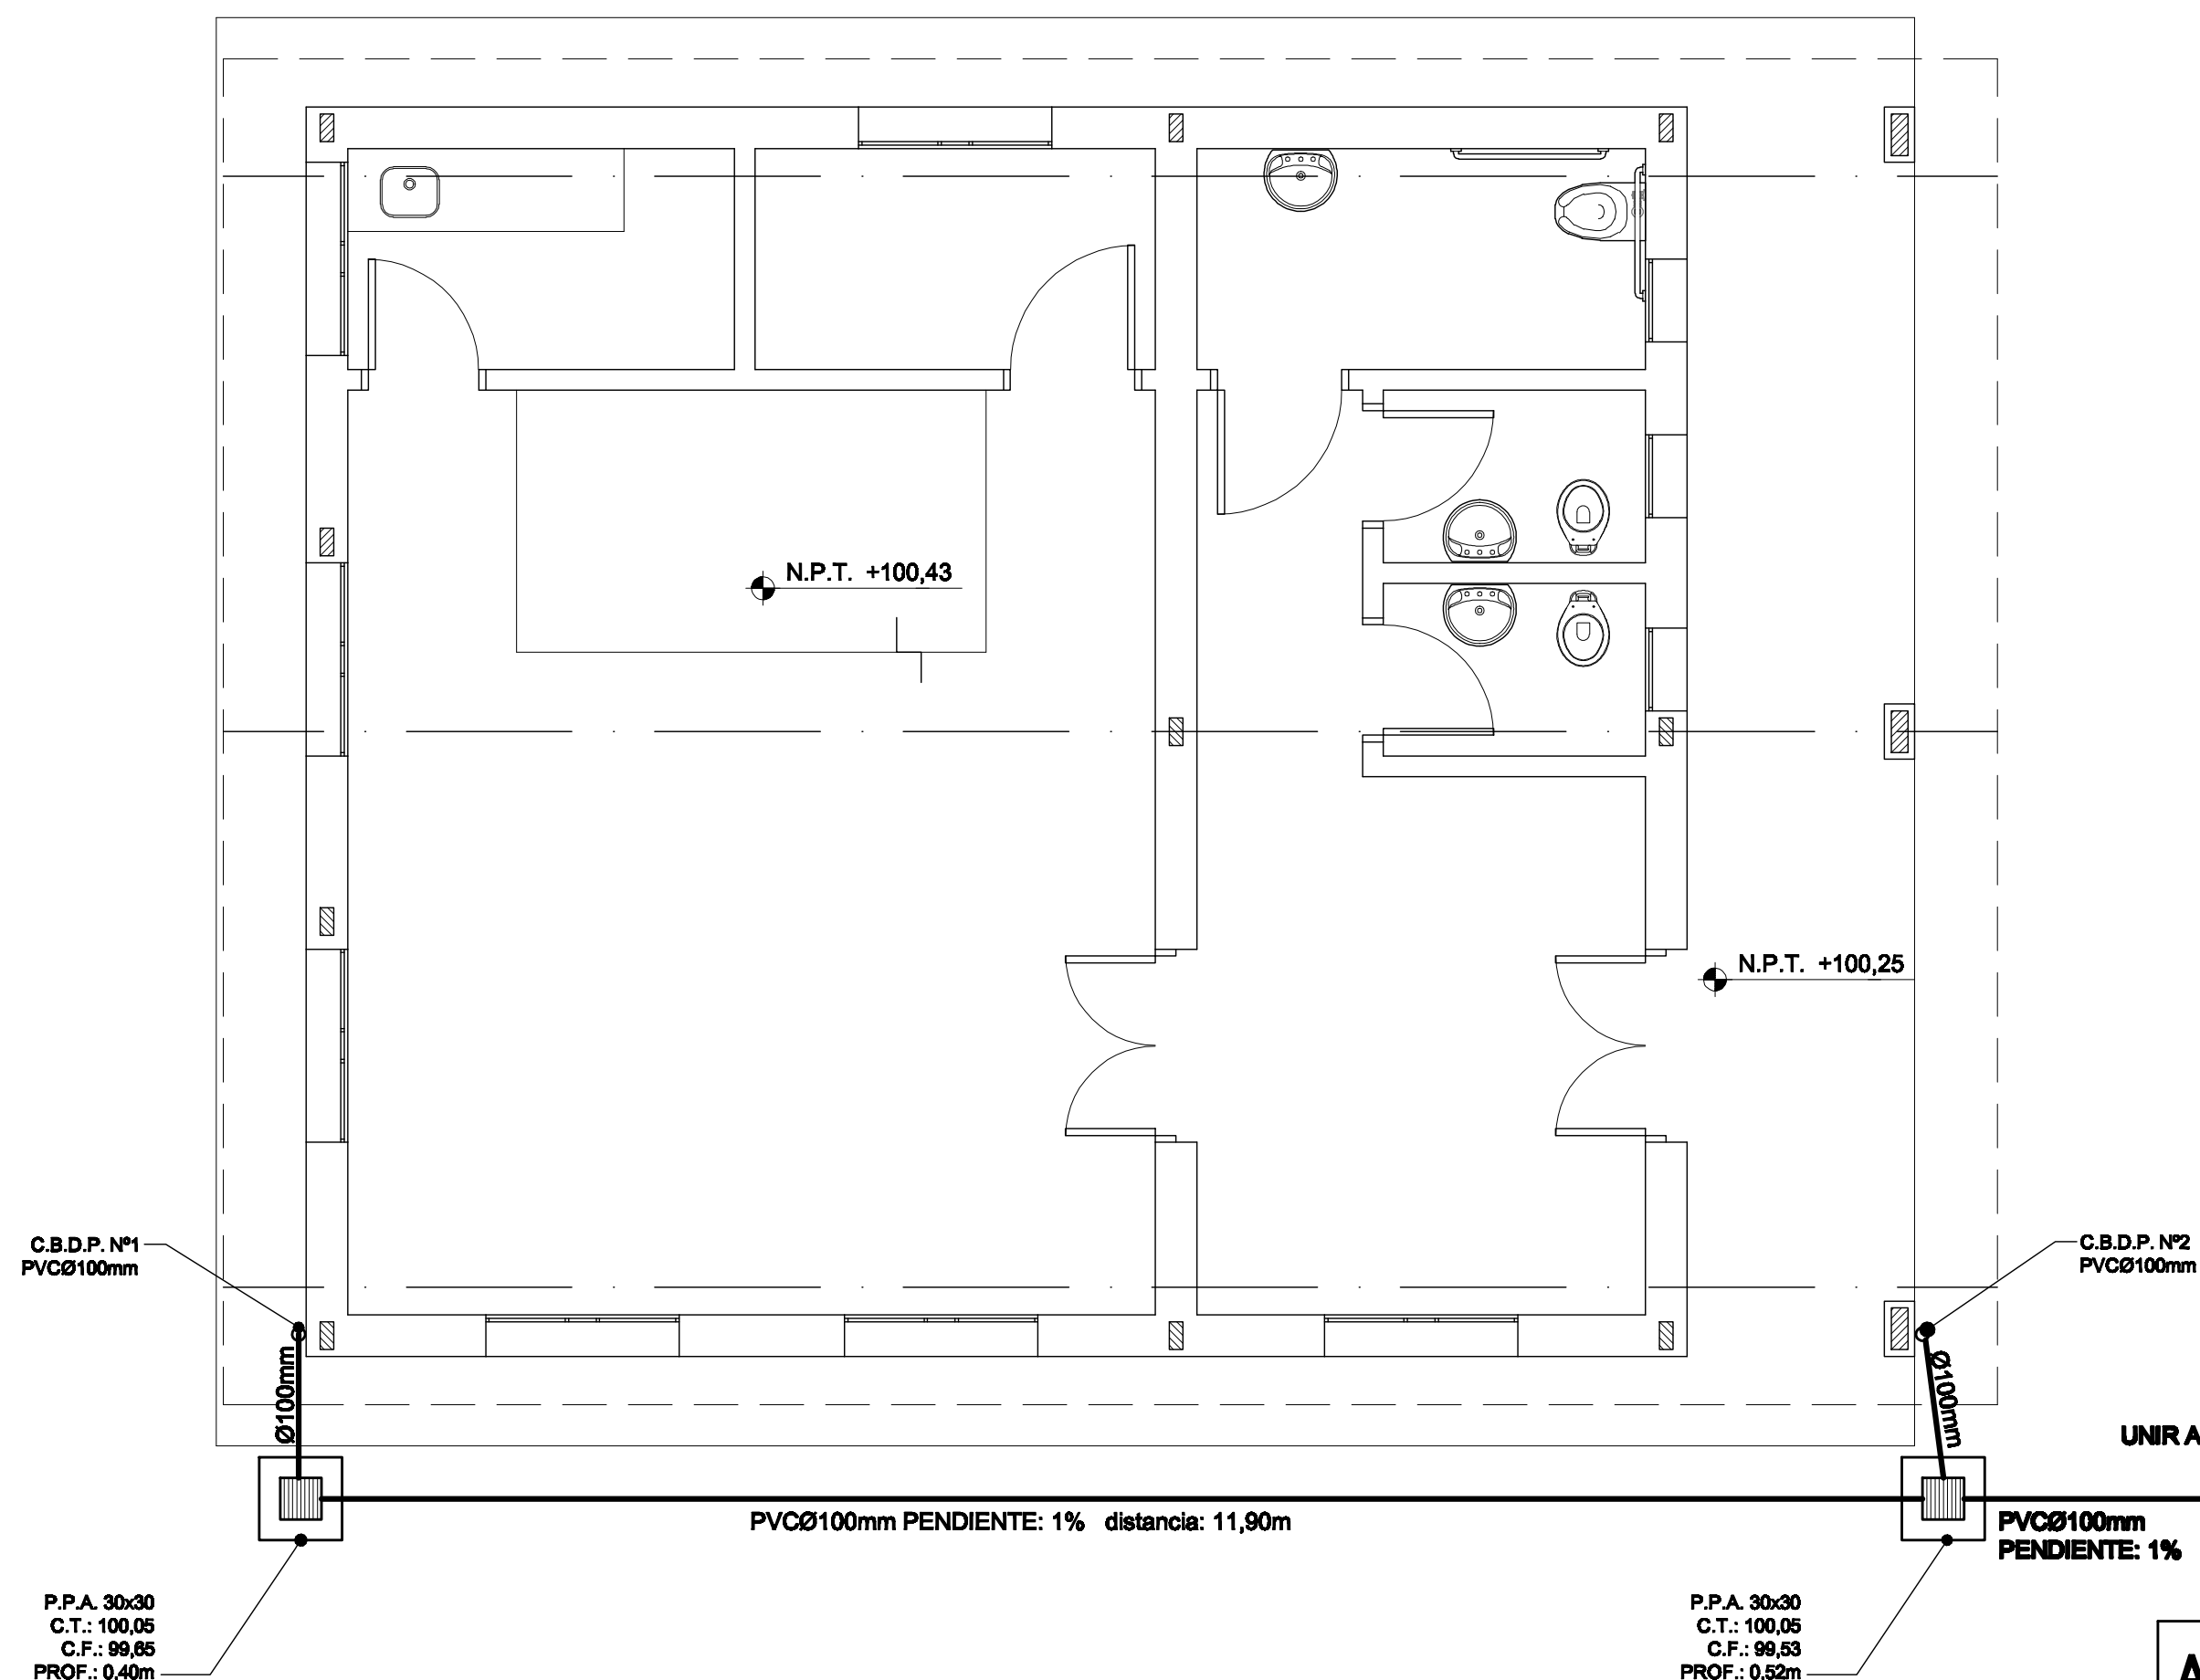 N.P.T. +100,43
N.P.T. +100,25
C.B.D.P. Nº1
PVCØ100mm
C.B.D.P. Nº2
PVCØ100mm
Ø100mm
Ø100mm
UNIR A
PVCØ100mm PENDIENTE: 1% distancia: 11,90m
PVCØ100mm
PENDIENTE: 1%
P.P.A. 30x30
C.T.: 100,05
C.F.: 99,65
PROF.: 0,40m
P.P.A. 30x30
C.T.: 100,05
C.F.: 99,53
PROF.: 0,52m